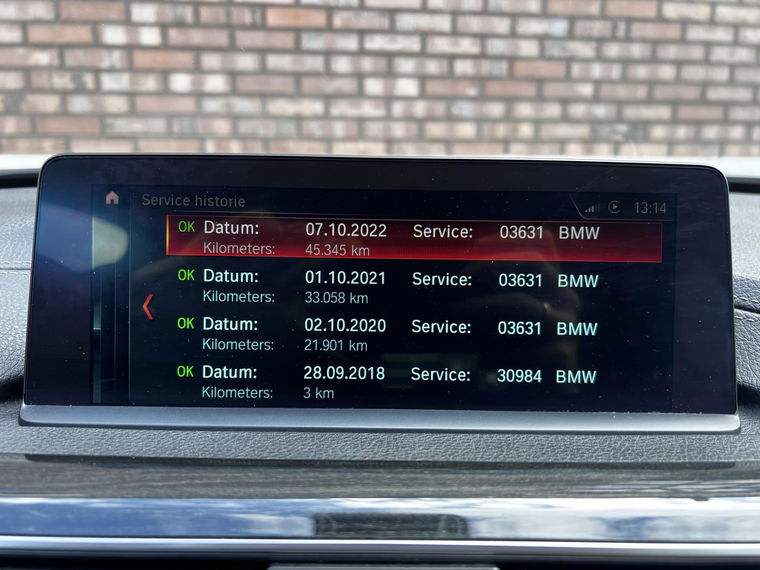 Service historie 13:14
OK Datum: 07.10.2022 Service: 03631 BMW
Kilometers: 45.345 km
OK Datum: 01.10.2021 Service: 03631 BMW
Kilometers: 33.058 km
OK Datum: 02.10.2020 Service: 03631 BMW
Kilometers: 21.901 km
OK Datum: 28.09.2018 Service: 30984 BMW
Kilometers: 3 km